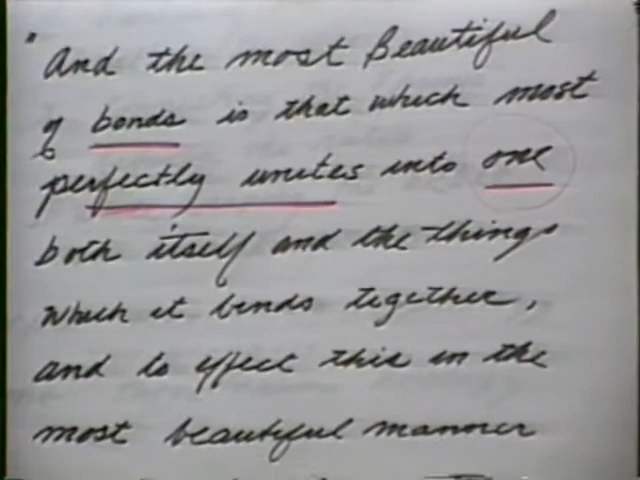 "And the most Beautiful
of bonds is that which most
perfectly unites into one
both itself and the things
which it binds together,
and to effect this in the
most beautiful manner